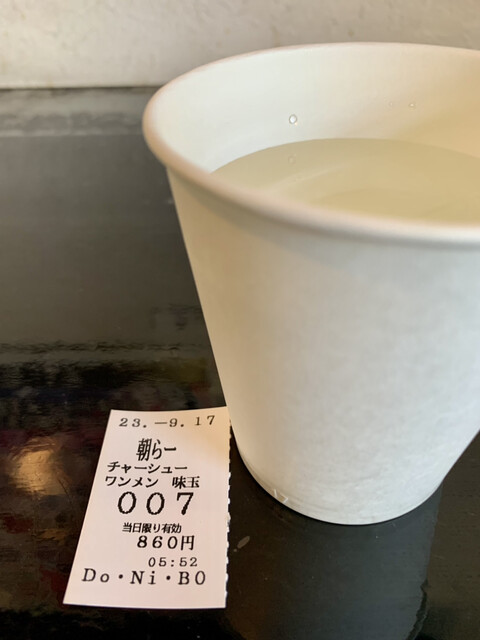 23.-9.17
朝らー
チャーシュー
ワンメン 味玉
007
当日限り有効
860円
05:52
Do・Ni・BO